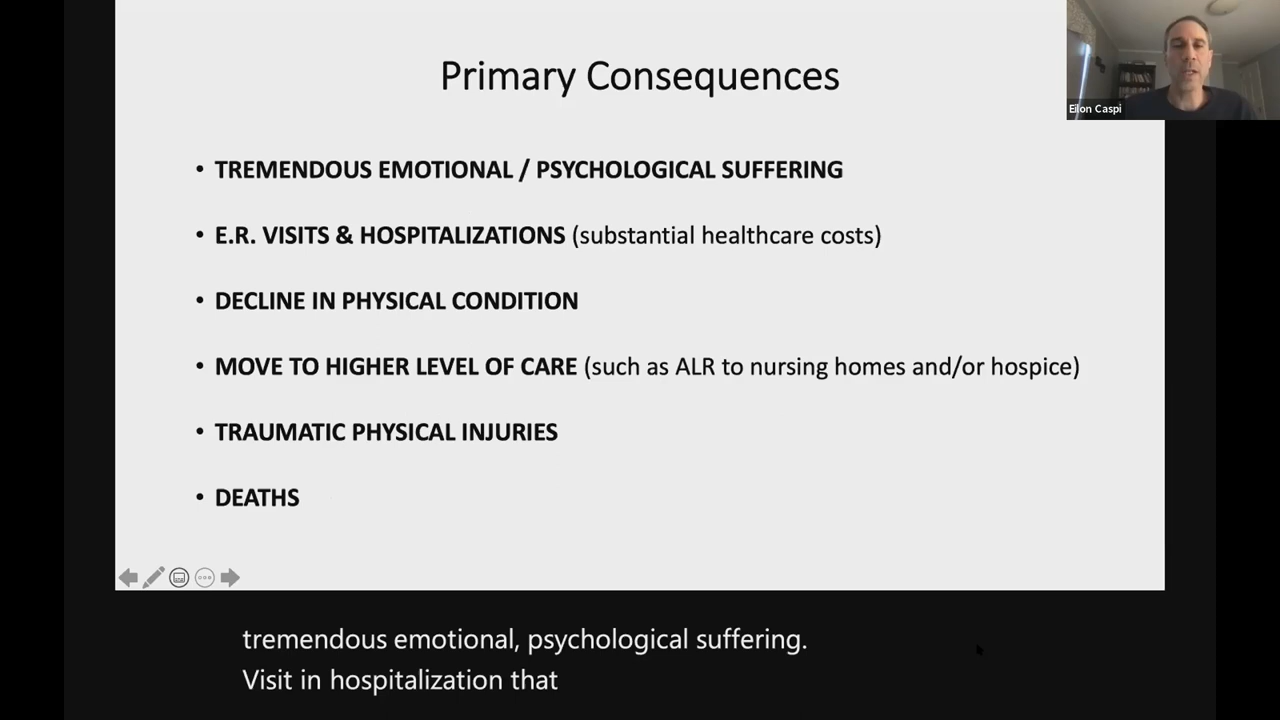 Primary Consequences
Eilon Caspi
• TREMENDOUS EMOTIONAL / PSYCHOLOGICAL SUFFERING
• E.R. VISITS & HOSPITALIZATIONS (substantial healthcare costs)
• DECLINE IN PHYSICAL CONDITION
• MOVE TO HIGHER LEVEL OF CARE (such as ALR to nursing homes and/or hospice)
• TRAUMATIC PHYSICAL INJURIES
• DEATHS
tremendous emotional, psychological suffering.
Visit in hospitalization that